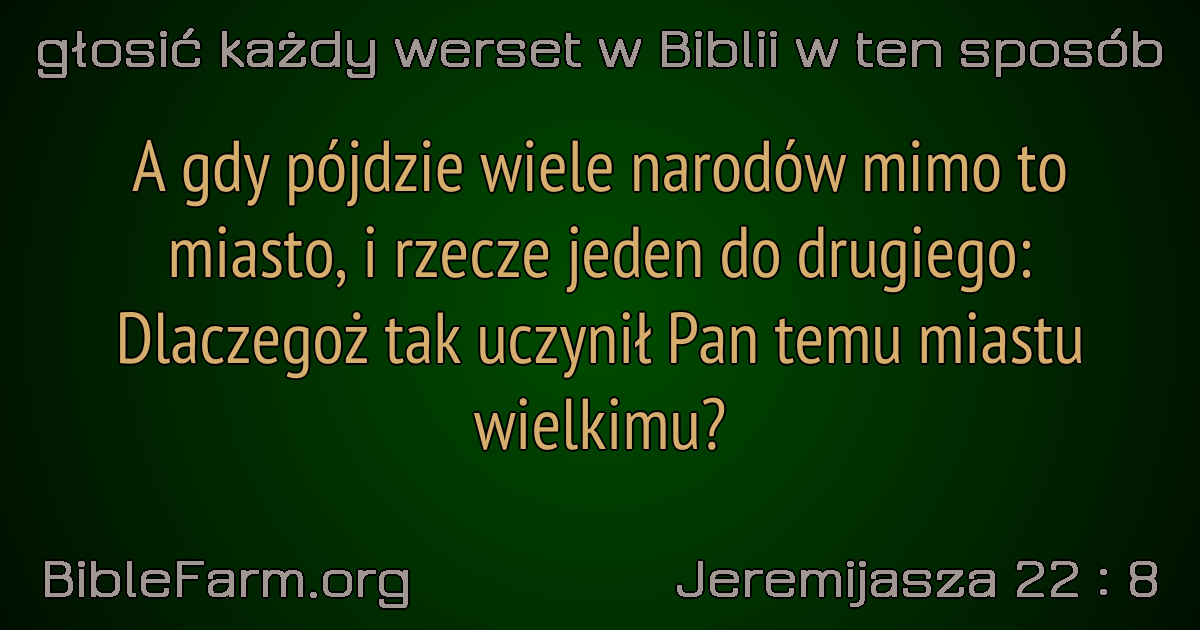 głosić każdy werset w Biblii w ten sposób
A gdy pójdzie wiele narodów mimo to
miasto, i rzecze jeden do drugiego:
Dlaczegoż tak uczynił Pan temu miastu
wielkimu?
BibleFarm.org
Jeremijasza 22 : 8